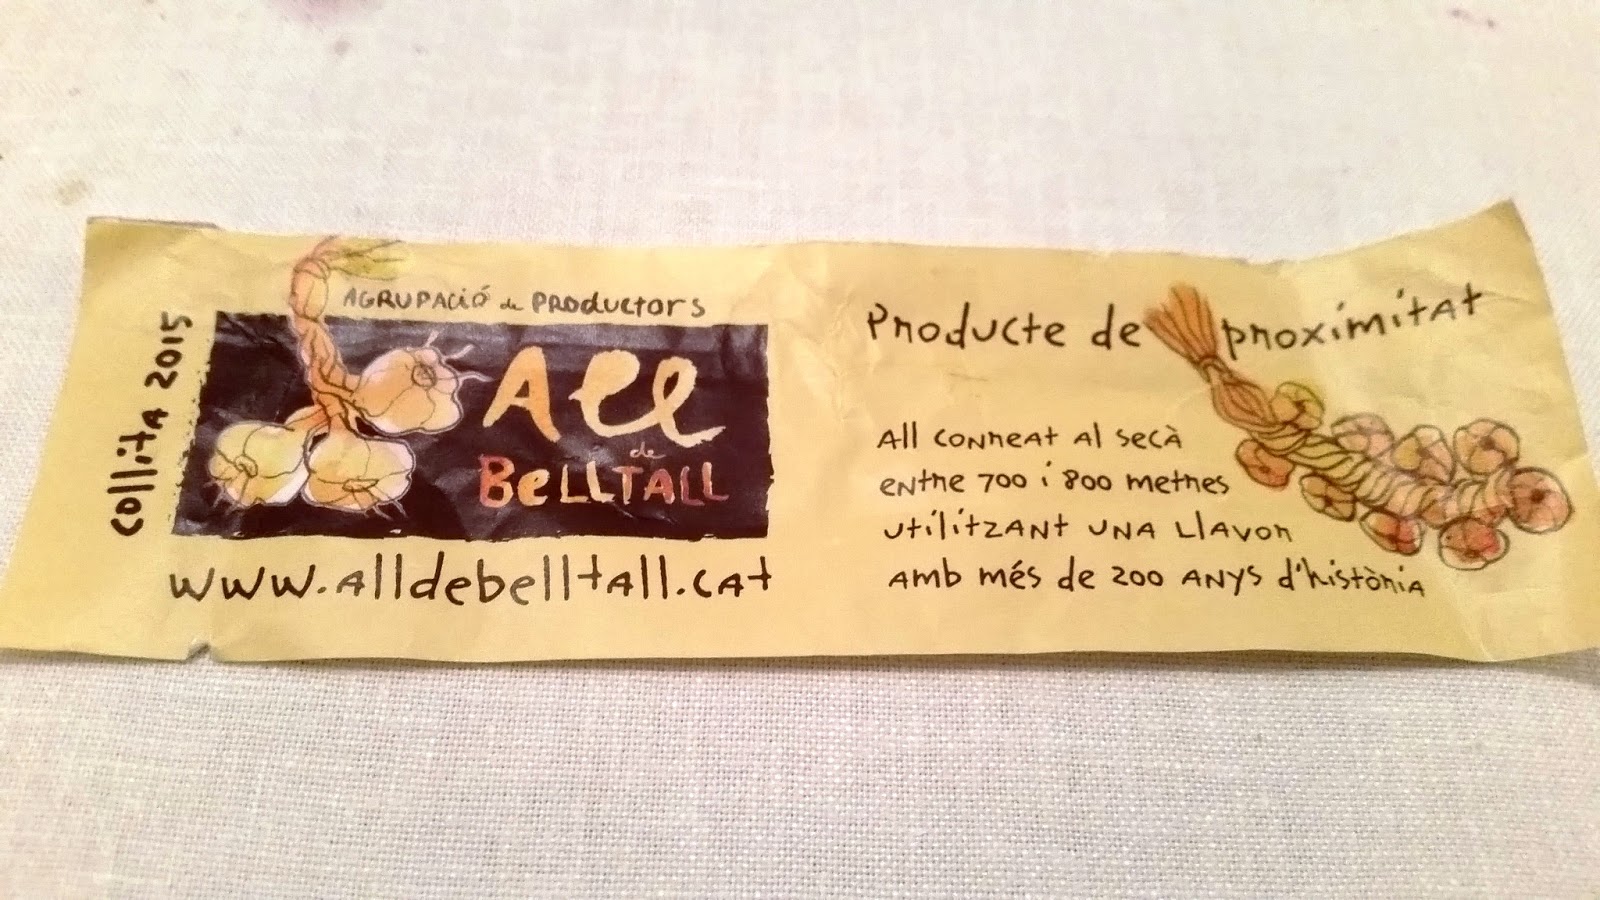 collita 2015
AGRUPACIÓ de PRODUCTORS
All
de
BELLTALL
www.alldebelltall.cat
Producte de proximitat
All conreat al secà
entre 700 i 800 metres
utilitzant una llavor
amb més de 200 anys d'història